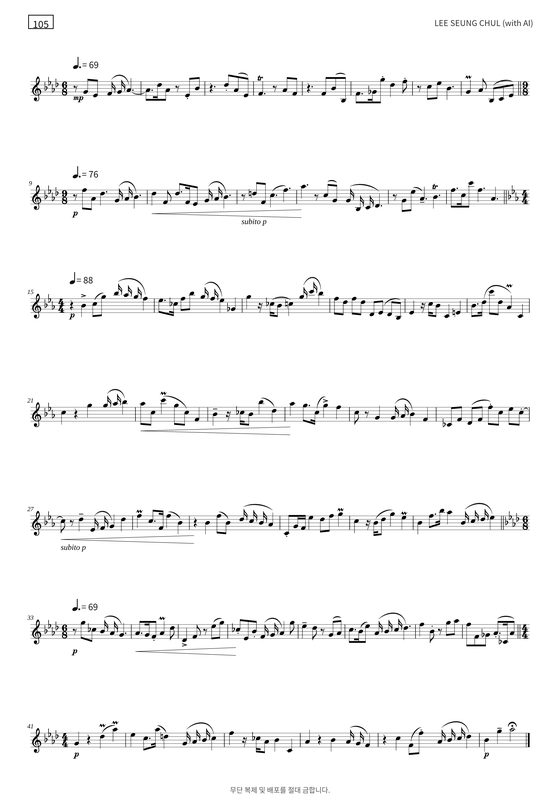 105
LEE SEUNG CHUL (with AI)
♩. = 69
mp
9
♩. = 76
p
subito p
15
♩ = 88
p
21
27
subito p
33
♩. = 69
p
41
p
p
무단 복제 및 배포를 절대 금합니다.